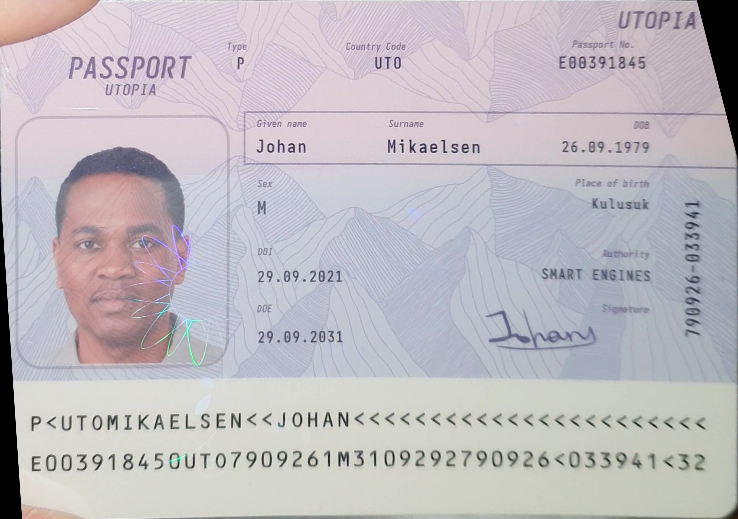 UTOPIA
PASSPORT
UTOPIA
Type
P
Country Code
UTO
Passport No.
E00391845
Given name
Johan
Surname
Mikaelsen
DOB
26.09.1979
Sex
M
Place of birth
Kulusuk
DOI
29.09.2021
Authority
SMART ENGINES
DOE
29.09.2031
Signature
Johans
790926-033941
P<UTOMIKAELSEN<<JOHAN<<<<<<<<<<<<<<<<<<<<<<<
E003918450UTO7909261M3109292790926<033941<32